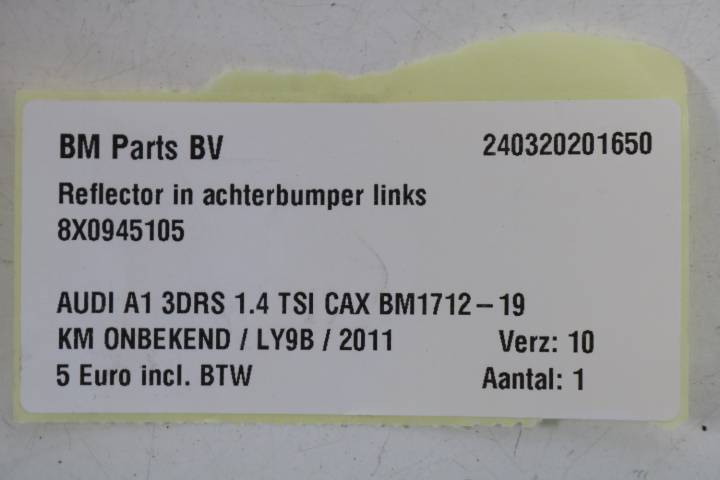 BM Parts BV 240320201650
Reflector in achterbumper links
8X0945105
AUDI A1 3DRS 1.4 TSI CAX BM1712-19
KM ONBEKEND / LY9B / 2011 Verz: 10
5 Euro incl. BTW Aantal: 1